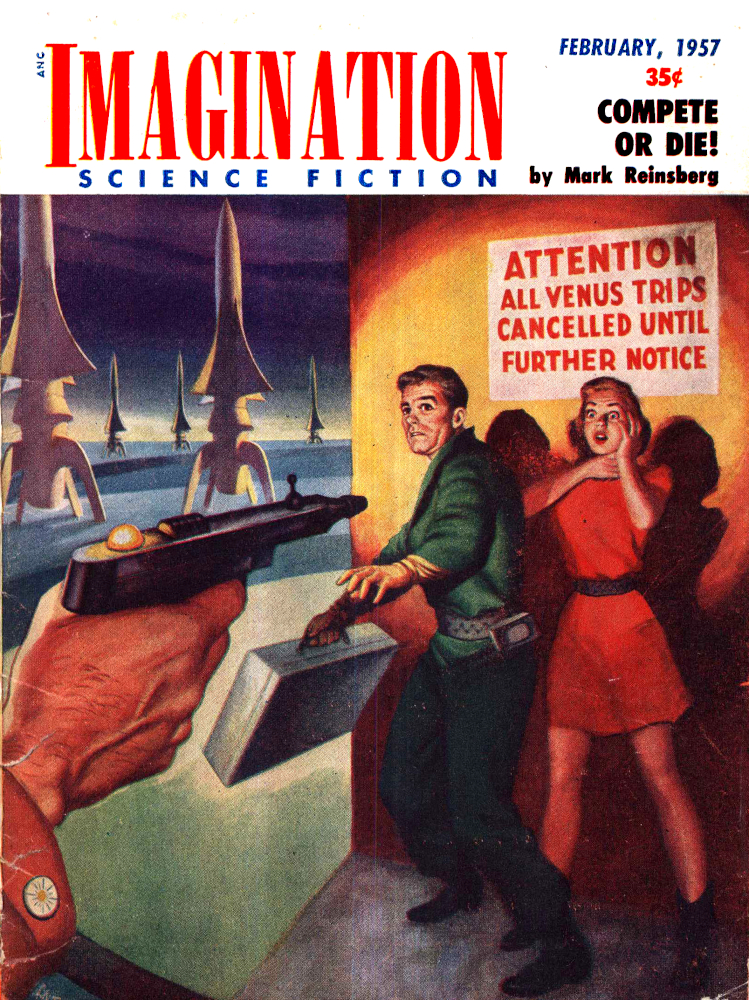 ANC
IMAGINATION
SCIENCE FICTION
FEBRUARY, 1957
35¢
COMPETE
OR DIE!
by Mark Reinsberg
ATTENTION
ALL VENUS TRIPS
CANCELLED UNTIL
FURTHER NOTICE